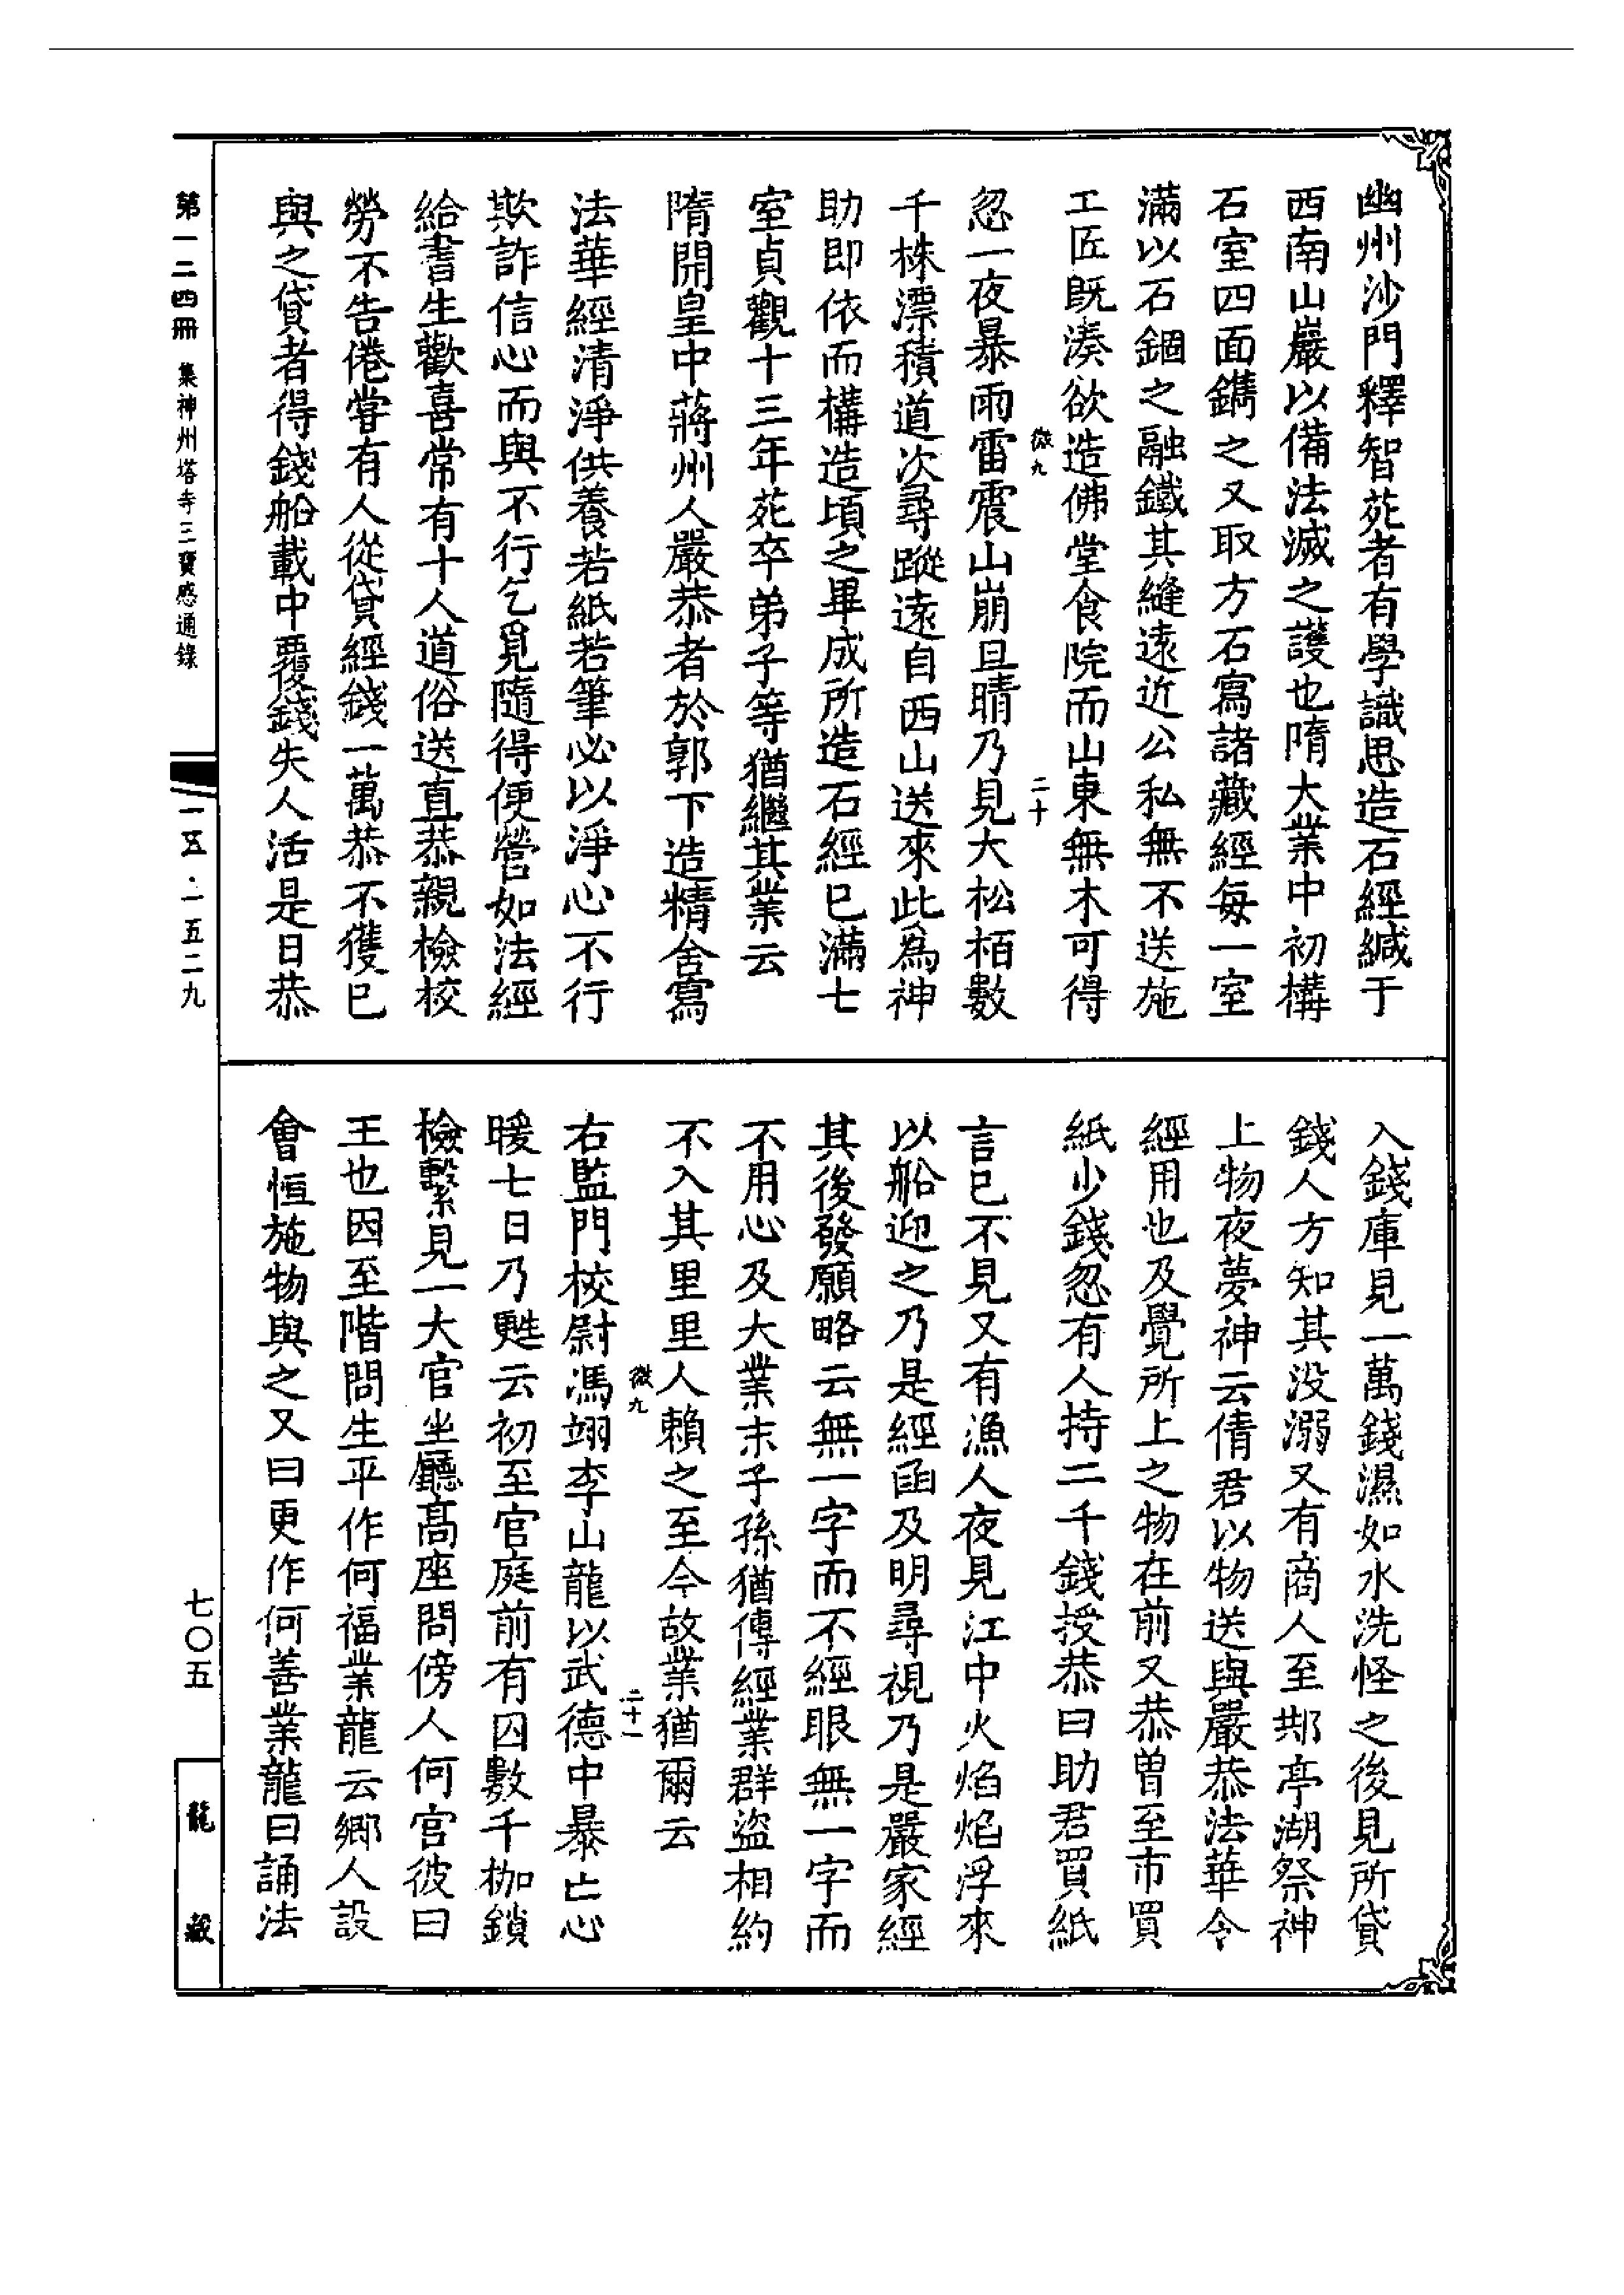 幽州沙門釋智苑者有學識思造石經緘于
西南山巖以備法滅之護也隋大業中初構
石室四面鐫之又取方石寫諸藏經每一室
滿以石錮之融鐵其縫遠近公私無不送施
工匠既湊欲造佛堂食院而山東無木可得
微九
二十
忽一夜暴雨雷震山崩旦晴乃見大松栢數
千株漂積道次尋蹤遠自西山送來此為神
助即依而構造頃之畢成所造石經已滿七
室貞觀十三年苑卒弟子等猶繼其業云
隋開皇中蔣州人嚴恭者於郭下造精舍寫
法華經清淨供養若紙若筆必以淨心不行
欺詐信心而與不行乞覓隨得便營如法經
給書生歡喜常有十人道俗送直恭親檢校
勞不告倦嘗有人從貸經錢一萬恭不獲已
與之貸者得錢船載中覆錢失人活是日恭
入錢庫見一萬錢濕如水洗怪之後見所貸
錢人方知其没溺又有商人至䢼亭湖祭神
上物夜夢神云倩君以物送與嚴恭法華令
經用也及覺所上之物在前又恭曾至市買
紙少錢忽有人持二千錢授恭曰助君買紙
言已不見又有漁人夜見江中火焰焰浮來
以船迎之乃是經函及明尋視乃是嚴家經
其後發願略云無一字而不經眼無一字而
不用心及大業末子孫猶傳經業群盜相約
不入其里里人賴之至今故業猶爾云
微九
二十一
右監門校尉馮翊李山龍以武德中暴亡心
暖七日乃甦云初至官庭前有囚數千枷鎖
檢繫見一大官坐廳高座問傍人何官彼曰
王也因至階問生平作何福業龍云鄉人設
會恒施物與之又曰更作何善業龍曰誦法
第一二四冊 集神州塔寺三寶感通錄
一五·一五二九
七〇五
龍藏